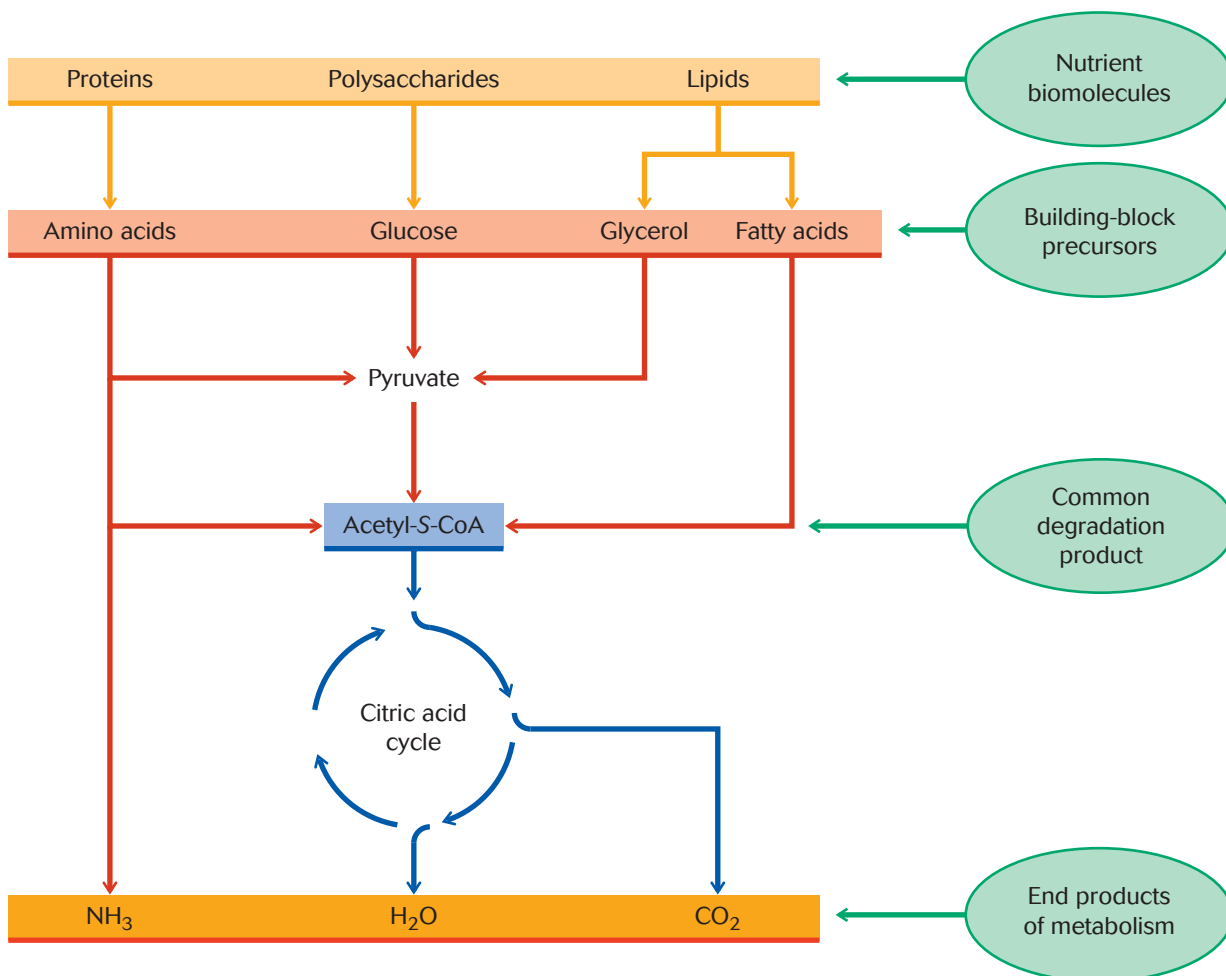 Proteins Polysaccharides Lipids
Nutrient
biomolecules
Amino acids Glucose Glycerol Fatty acids
Building-block
precursors
Pyruvate
Acetyl-S-CoA
Common
degradation
product
Citric acid
cycle
NH₃ H₂O CO₂
End products
of metabolism